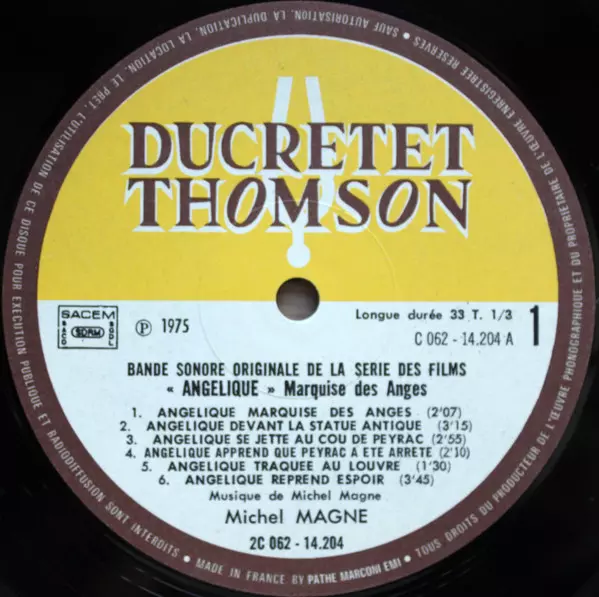 DUCRETET
THOMSON
SACEM
SACD SDRM SGDL
Ⓟ 1975
Longue durée 33 T. 1/3
C 062 - 14.204 A
1
BANDE SONORE ORIGINALE DE LA SERIE DES FILMS
« ANGELIQUE » Marquise des Anges
1. ANGELIQUE MARQUISE DES ANGES (2'07)
2. ANGELIQUE DEVANT LA STATUE ANTIQUE (3'15)
3. ANGELIQUE SE JETTE AU COU DE PEYRAC (2'55)
4. ANGELIQUE APPREND QUE PEYRAC A ETE ARRETE (2'10)
5. ANGELIQUE TRAQUEE AU LOUVRE (1'30)
6. ANGELIQUE REPREND ESPOIR (3'45)
Musique de Michel Magne
Michel MAGNE
2C 062 - 14.204
• MADE IN FRANCE BY PATHE MARCONI EMI •
TOUS DROITS DU PRODUCTEUR DE L'ŒUVRE PHONOGRAPHIQUE ET DU PROPRIETAIRE DE L'ŒUVRE ENREGISTREE RESERVES
SAUF AUTORISATION. LA DUPLICATION, LA LOCATION, LE PRET, L'UTILISATION DE CE DISQUE POUR EXECUTION PUBLIQUE ET RADIODIFFUSION SONT INTERDITS